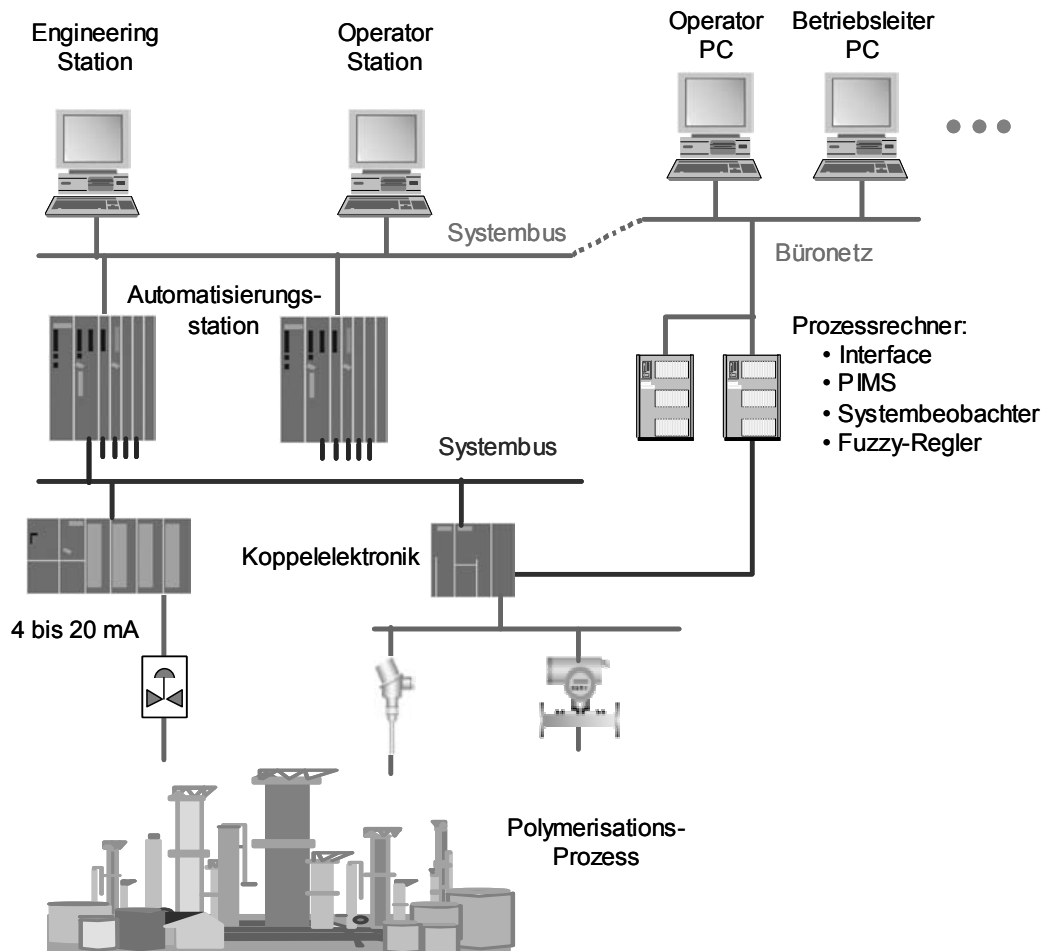 Engineering
Station
Operator
Station
Operator
PC
Betriebsleiter
PC
Systembus
Büronetz
Automatisierungs-
station
Prozessrechner:
• Interface
• PIMS
• Systembeobachter
• Fuzzy-Regler
Systembus
Koppelelektronik
4 bis 20 mA
Polymerisations-
Prozess